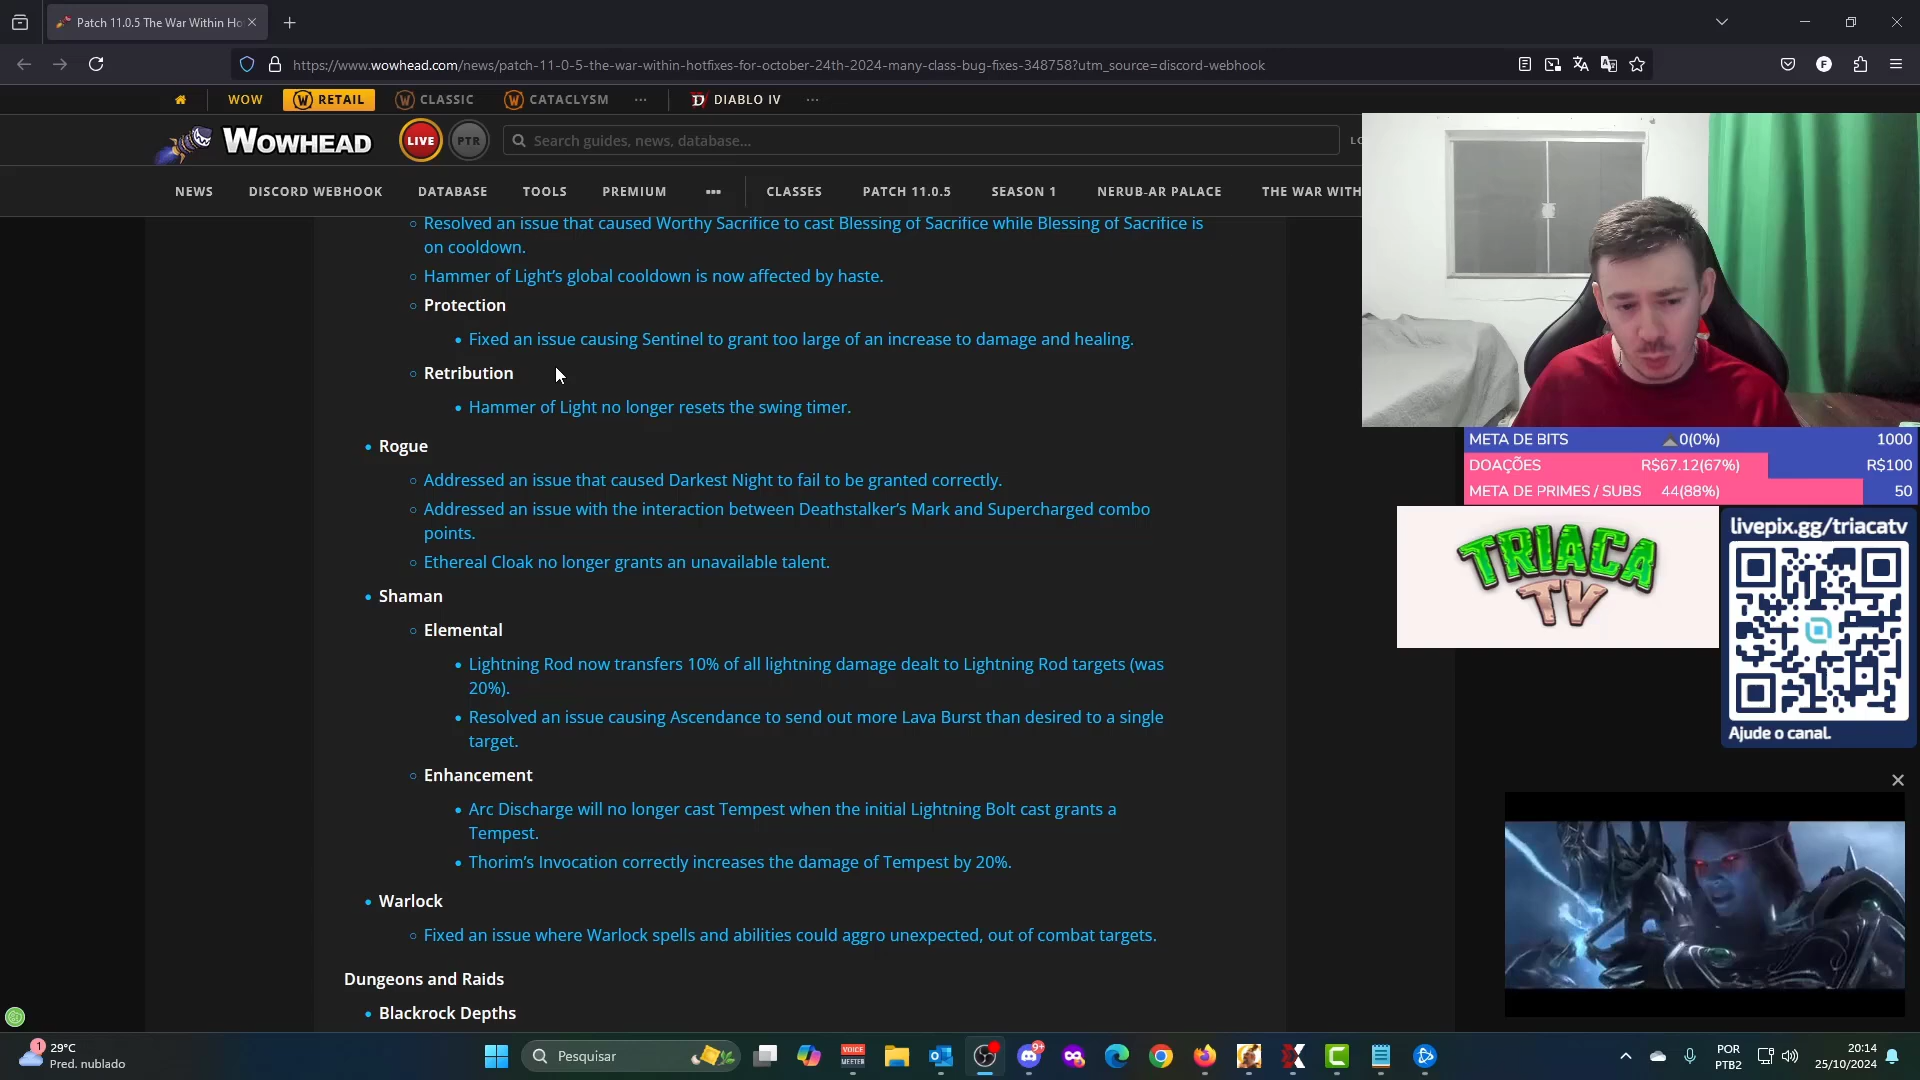 Patch 11.0.5 The War Within Ho
https://www.wowhead.com/news/patch-11-0-5-the-war-within-hotfixes-for-october-24th-2024-many-class-bug-fixes-348758?utm_source=discord-webhook
WOW
RETAIL
CLASSIC
CATACLYSM
DIABLO IV
WOWHEAD
LIVE
PTR
Search guides, news, database...
LO
NEWS
DISCORD WEBHOOK
DATABASE
TOOLS
PREMIUM
CLASSES
PATCH 11.0.5
SEASON 1
NERUB-AR PALACE
THE WAR WITH
Resolved an issue that caused Worthy Sacrifice to cast Blessing of Sacrifice while Blessing of Sacrifice is
on cooldown.
Hammer of Light's global cooldown is now affected by haste.
Protection
Fixed an issue causing Sentinel to grant too large of an increase to damage and healing.
Retribution
Hammer of Light no longer resets the swing timer.
Rogue
Addressed an issue that caused Darkest Night to fail to be granted correctly.
Addressed an issue with the interaction between Deathstalker's Mark and Supercharged combo
points.
Ethereal Cloak no longer grants an unavailable talent.
Shaman
Elemental
Lightning Rod now transfers 10% of all lightning damage dealt to Lightning Rod targets (was
20%).
Resolved an issue causing Ascendance to send out more Lava Burst than desired to a single
target.
Enhancement
Arc Discharge will no longer cast Tempest when the initial Lightning Bolt cast grants a
Tempest.
Thorim's Invocation correctly increases the damage of Tempest by 20%.
Warlock
Fixed an issue where Warlock spells and abilities could aggro unexpected, out of combat targets.
Dungeons and Raids
Blackrock Depths
META DE BITS 0(0%) 1000
DOAÇÕES R$67.12(67%) R$100
META DE PRIMES / SUBS 44(88%) 50
TRIACA
TV
livepix.gg/triacatv
Ajude o canal.
1
29°C
Pred. nublado
Pesquisar
VOICE
MEETER
9+
POR
PTB2
20:14
25/10/2024